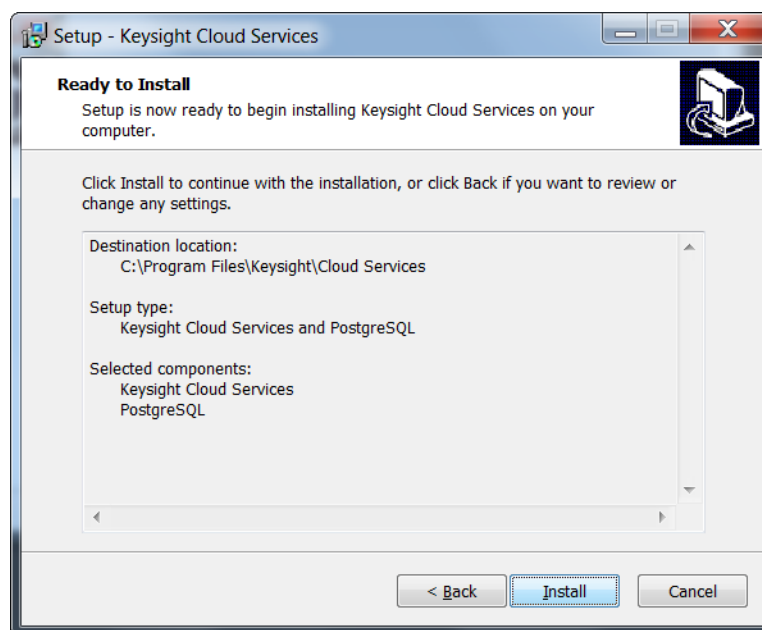 Setup - Keysight Cloud Services
Ready to Install
Setup is now ready to begin installing Keysight Cloud Services on your
computer.
Click Install to continue with the installation, or click Back if you want to review or
change any settings.
Destination location:
C:\Program Files\Keysight\Cloud Services
Setup type:
Keysight Cloud Services and PostgreSQL
Selected components:
Keysight Cloud Services
PostgreSQL
< Back
Install
Cancel